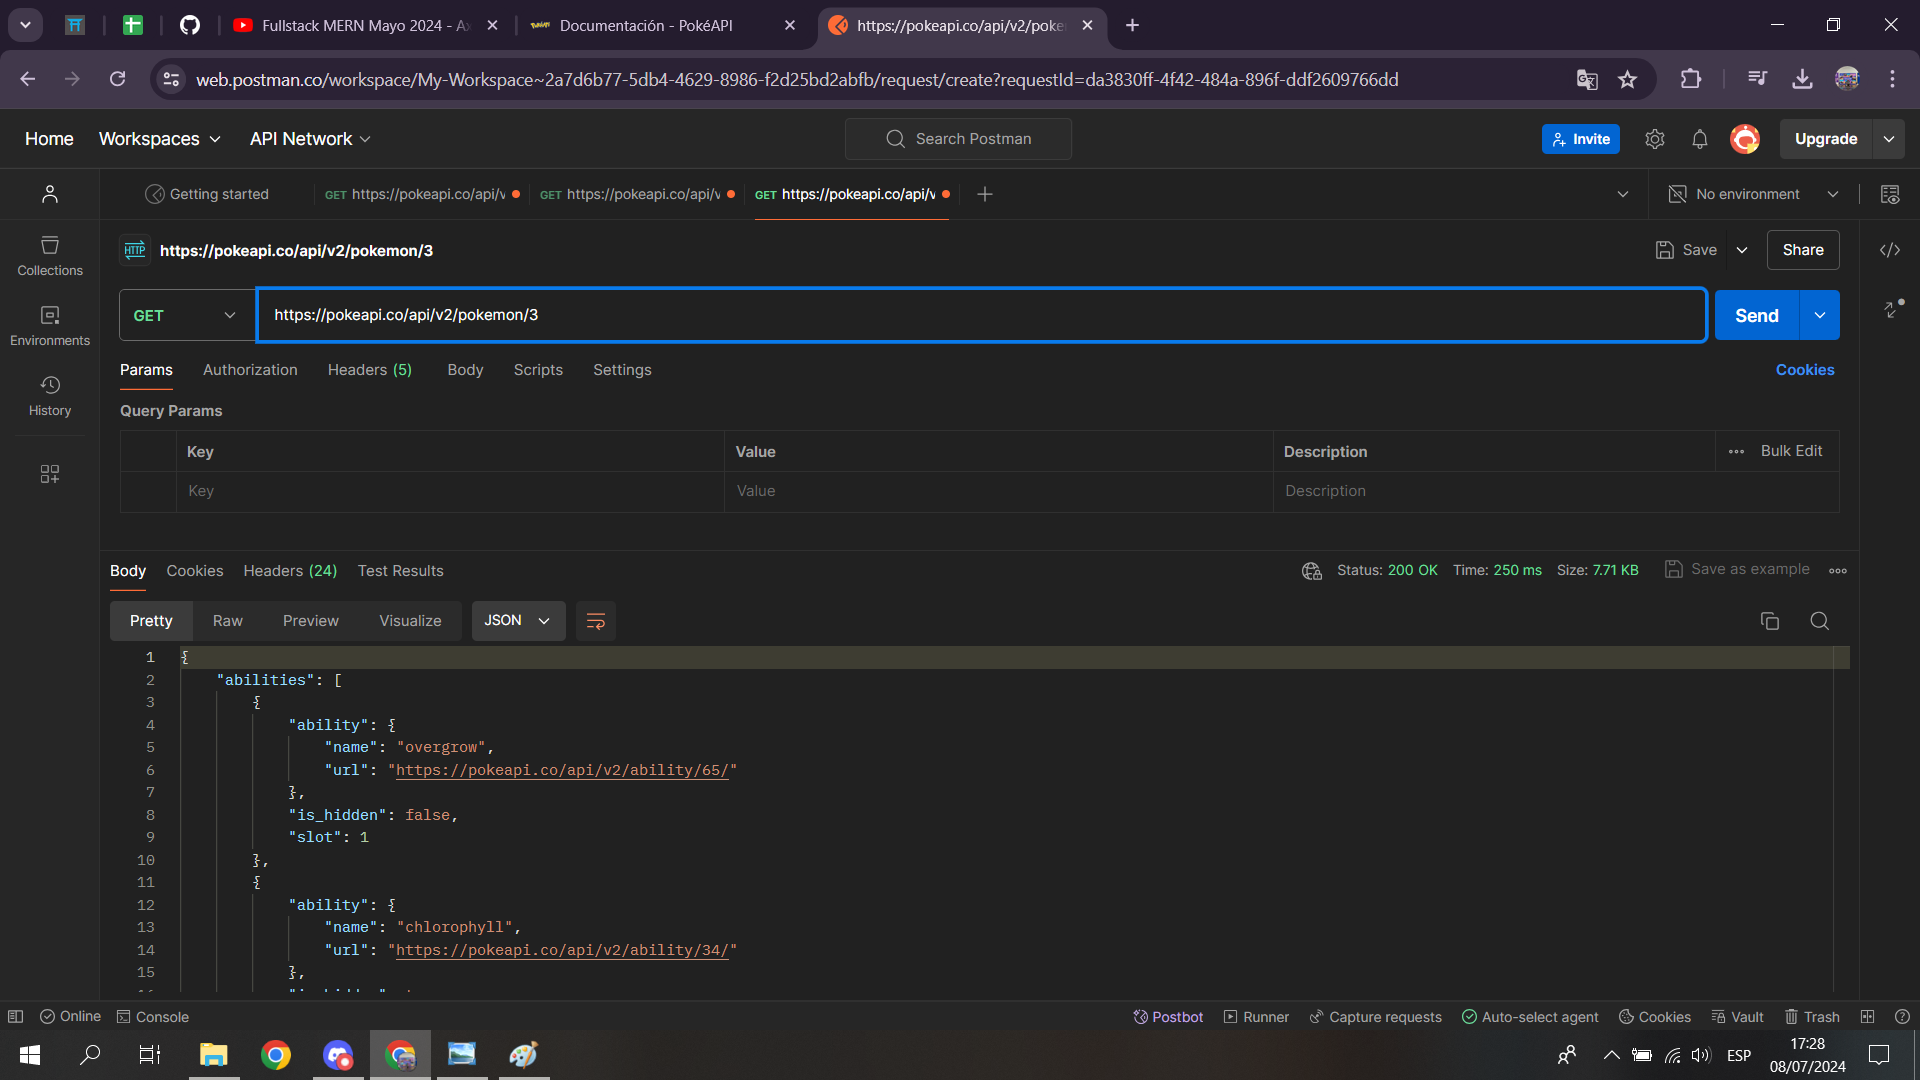 Fullstack MERN Mayo 2024 - Ax
Documentación - PokéAPI
https://pokeapi.co/api/v2/poke
web.postman.co/workspace/My-Workspace~2a7d6b77-5db4-4629-8986-f2d25bd2abfb/request/create?requestId=da3830ff-4f42-484a-896f-ddf2609766dd
Home Workspaces API Network Search Postman Invite Upgrade
Getting started GET https://pokeapi.co/api/v GET https://pokeapi.co/api/v GET https://pokeapi.co/api/v No environment
HTTP https://pokeapi.co/api/v2/pokemon/3 Save Share
Collections
Environments
History
GET https://pokeapi.co/api/v2/pokemon/3 Send
Params Authorization Headers (5) Body Scripts Settings Cookies
Query Params
Key Value Description Bulk Edit
Key Value Description
Body Cookies Headers (24) Test Results Status: 200 OK Time: 250 ms Size: 7.71 KB Save as example
Pretty Raw Preview Visualize JSON
1 {
2 "abilities": [
3 {
4 "ability": {
5 "name": "overgrow",
6 "url": "https://pokeapi.co/api/v2/ability/65/"
7 },
8 "is_hidden": false,
9 "slot": 1
10 },
11 {
12 "ability": {
13 "name": "chlorophyll",
14 "url": "https://pokeapi.co/api/v2/ability/34/"
15 },
Online Console Postbot Runner Capture requests Auto-select agent Cookies Vault Trash
ESP
17:28
08/07/2024